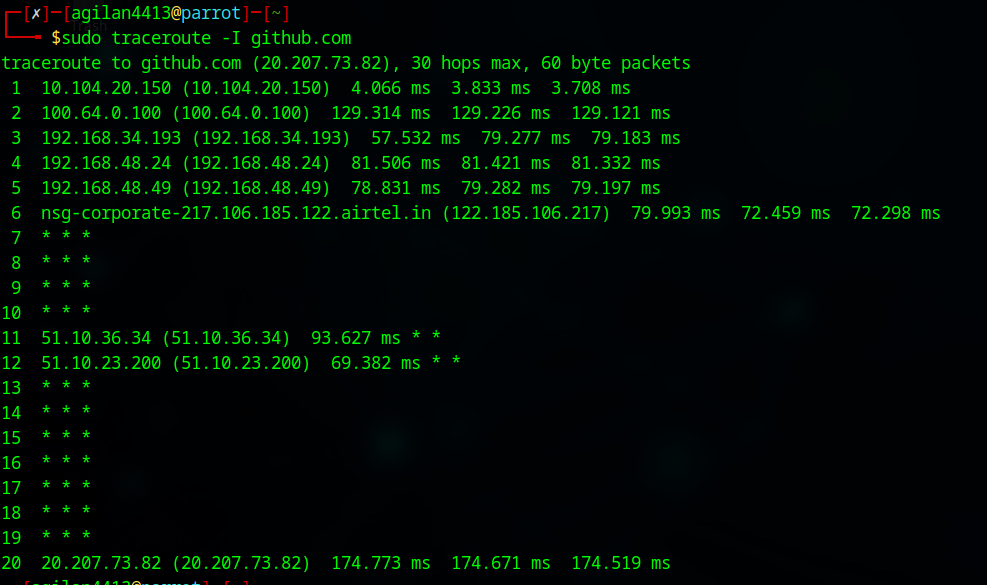 ┌─[✗]─[agilan4413@parrot]─[~]
└──╼ $sudo traceroute -I github.com
traceroute to github.com (20.207.73.82), 30 hops max, 60 byte packets
 1  10.104.20.150 (10.104.20.150)  4.066 ms  3.833 ms  3.708 ms
 2  100.64.0.100 (100.64.0.100)  129.314 ms  129.226 ms  129.121 ms
 3  192.168.34.193 (192.168.34.193)  57.532 ms  79.277 ms  79.183 ms
 4  192.168.48.24 (192.168.48.24)  81.506 ms  81.421 ms  81.332 ms
 5  192.168.48.49 (192.168.48.49)  78.831 ms  79.282 ms  79.197 ms
 6  nsg-corporate-217.106.185.122.airtel.in (122.185.106.217)  79.993 ms  72.459 ms  72.298 ms
 7  * * *
 8  * * *
 9  * * *
10  * * *
11  51.10.36.34 (51.10.36.34)  93.627 ms * *
12  51.10.23.200 (51.10.23.200)  69.382 ms * *
13  * * *
14  * * *
15  * * *
16  * * *
17  * * *
18  * * *
19  * * *
20  20.207.73.82 (20.207.73.82)  174.773 ms  174.671 ms  174.519 ms
[agilan4413@parrot]─[~]